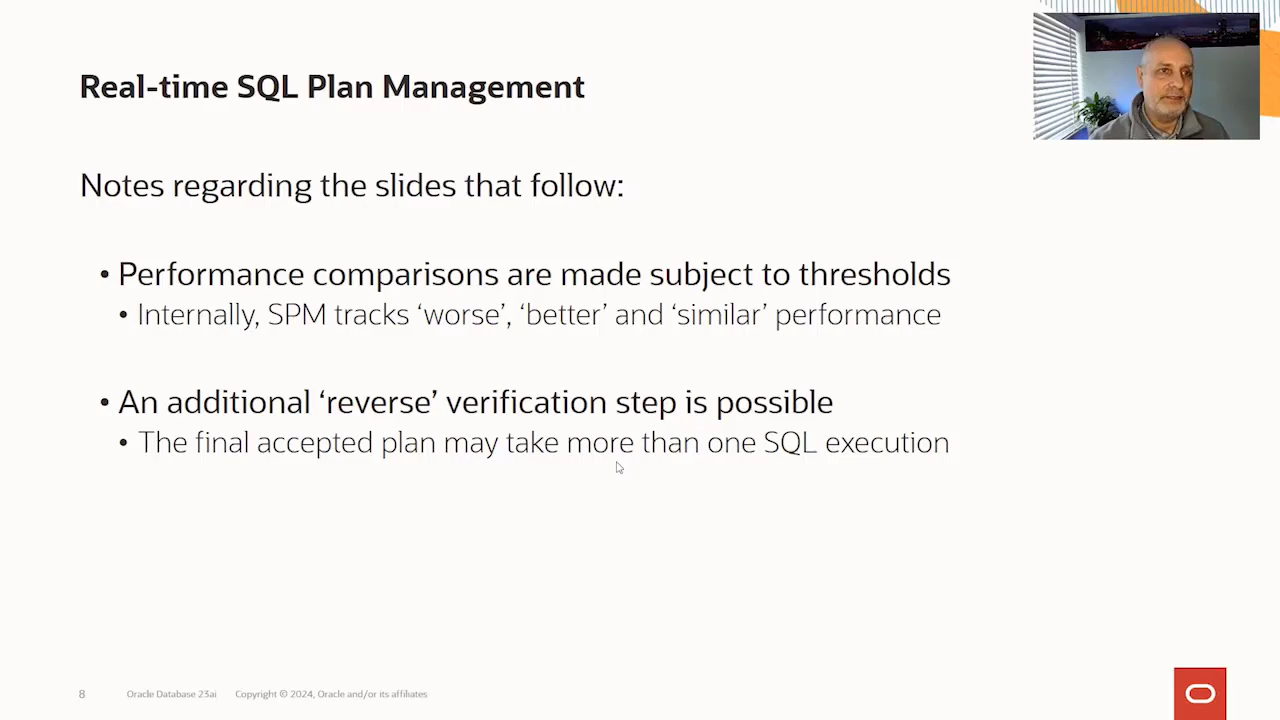 Real-time SQL Plan Management
Notes regarding the slides that follow:
• Performance comparisons are made subject to thresholds
• Internally, SPM tracks ‘worse’, ‘better’ and ‘similar’ performance
• An additional ‘reverse’ verification step is possible
• The final accepted plan may take more than one SQL execution
8 Oracle Database 23ai Copyright © 2024, Oracle and/or its affiliates